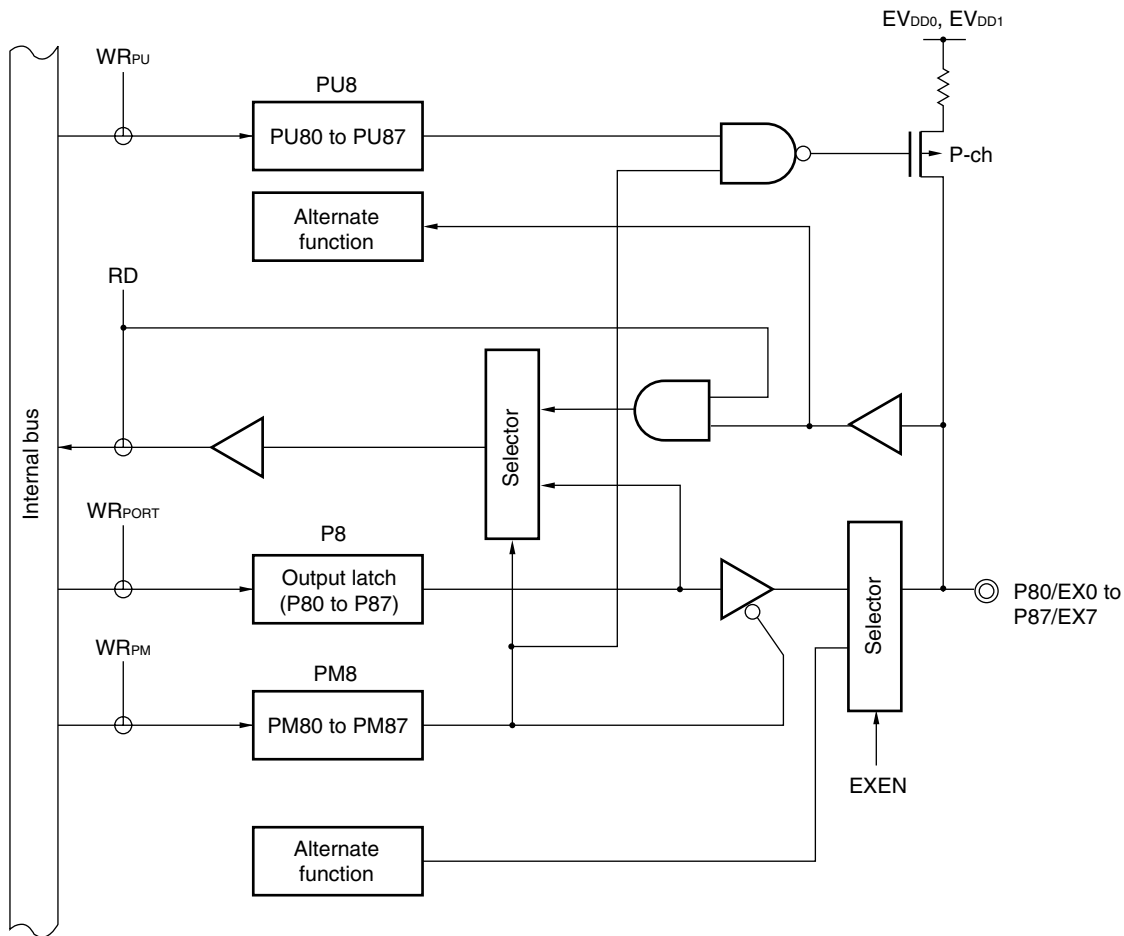 EVDD0, EVDD1
WRPU
PU8
PU80 to PU87
P-ch
Alternate
function
RD
Internal bus
Selector
WRPORT
P8
Output latch
(P80 to P87)
Selector
P80/EX0 to
P87/EX7
WRPM
PM8
PM80 to PM87
EXEN
Alternate
function